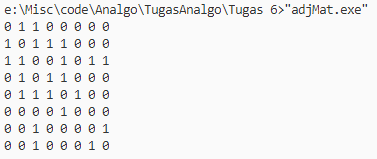 e:\Misc\code\Analgo\TugasAnalgo\Tugas 6>"adjMat.exe"
0 1 1 0 0 0 0 0
1 0 1 1 1 0 0 0
1 1 0 0 1 0 1 1
0 1 0 0 1 0 0 0
0 1 1 1 0 1 0 0
0 0 0 0 1 0 0 0
0 0 1 0 0 0 0 1
0 0 1 0 0 0 1 0